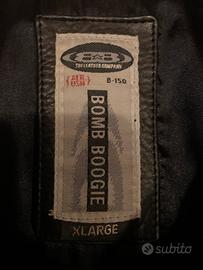 THE LEATHER COMPANY
B-150
BOMB BOOGIE
XLARGE
subito